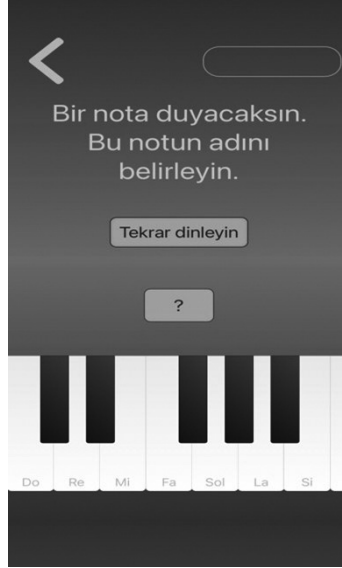 Bir nota duyacaksın.
Bu notun adını
belirleyin.
Tekrar dinleyin
?
Do Re Mi Fa Sol La Si